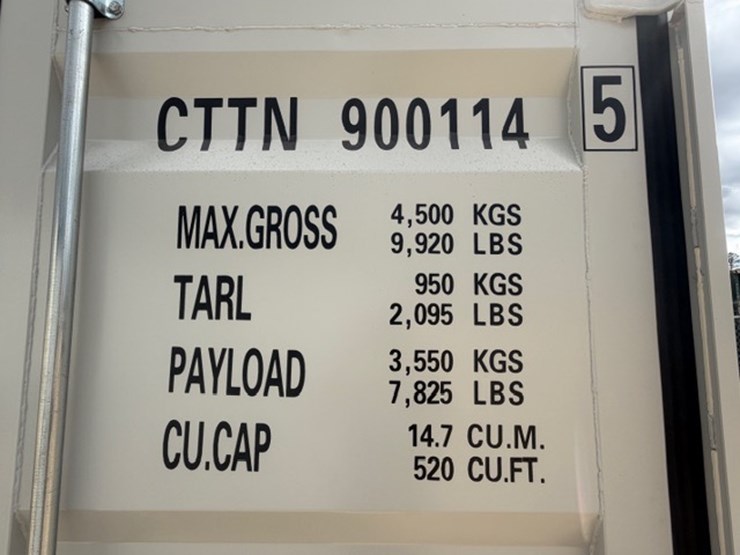 CTTN 900114 5
MAX.GROSS 4,500 KGS
9,920 LBS
TARL 950 KGS
2,095 LBS
PAYLOAD 3,550 KGS
7,825 LBS
CU.CAP 14.7 CU.M.
520 CU.FT.